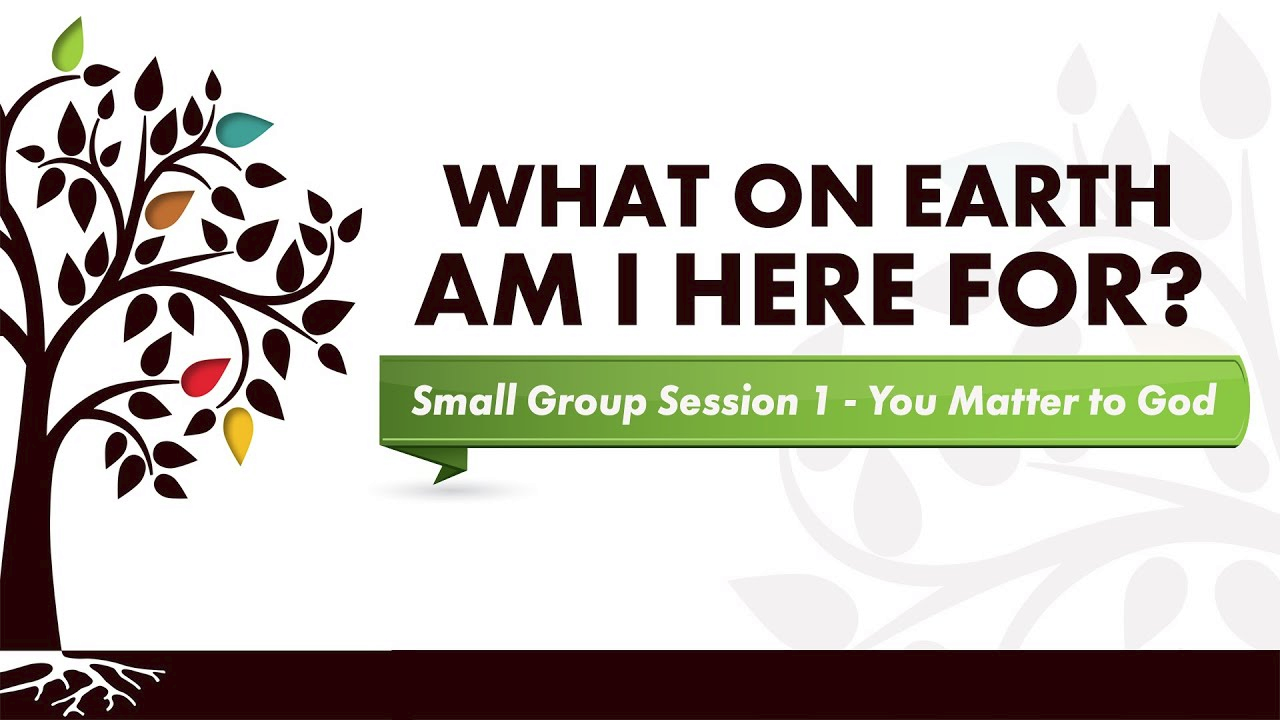 WHAT ON EARTH
AM I HERE FOR?
Small Group Session 1 - You Matter to God